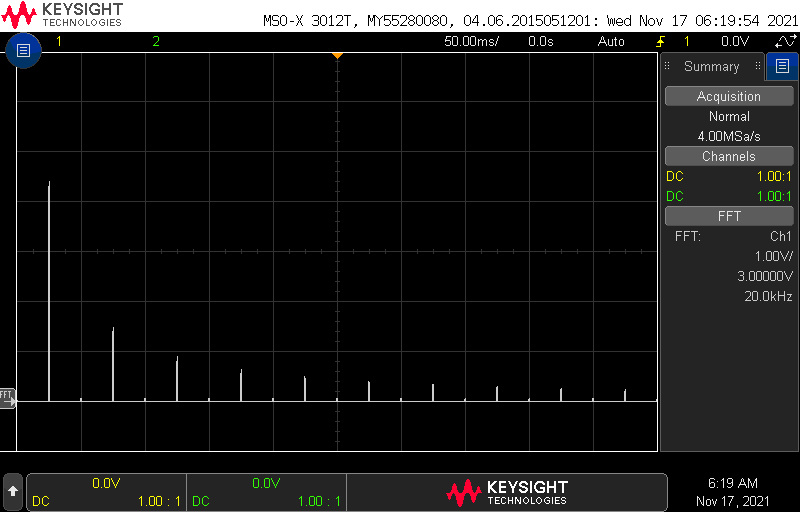 KEYSIGHT
TECHNOLOGIES
MSO-X 3012T, MY55280080, 04.06.2015051201: Wed Nov 17 06:19:54 2021
1 2 50.00ms/ 0.0s Auto 1 0.0V
Summary
Acquisition
Normal
4.00MSa/s
Channels
DC 1.00:1
DC 1.00:1
FFT
FFT: Ch1
1.00V/
3.00000V
20.0kHz
FFT
0.0V 0.0V
DC 1.00 : 1 DC 1.00 : 1
KEYSIGHT
TECHNOLOGIES
6:19 AM
Nov 17, 2021